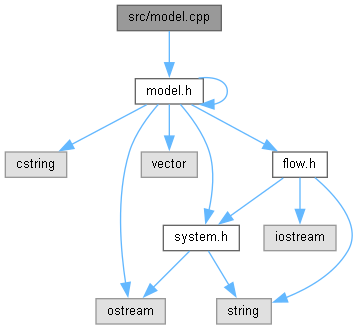 src/model.cpp
model.h
cstring
vector
flow.h
system.h
iostream
ostream
string